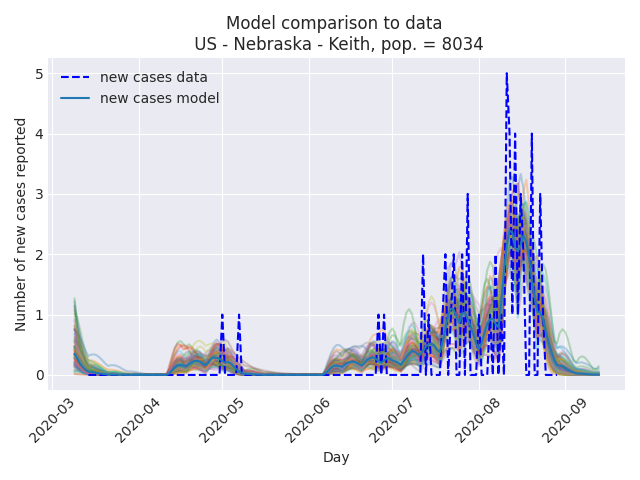 Model comparison to data
US - Nebraska - Keith, pop. = 8034
new cases data
new cases model
Number of new cases reported
5
4
3
2
1
0
2020-03
2020-04
2020-05
2020-06
2020-07
2020-08
2020-09
Day